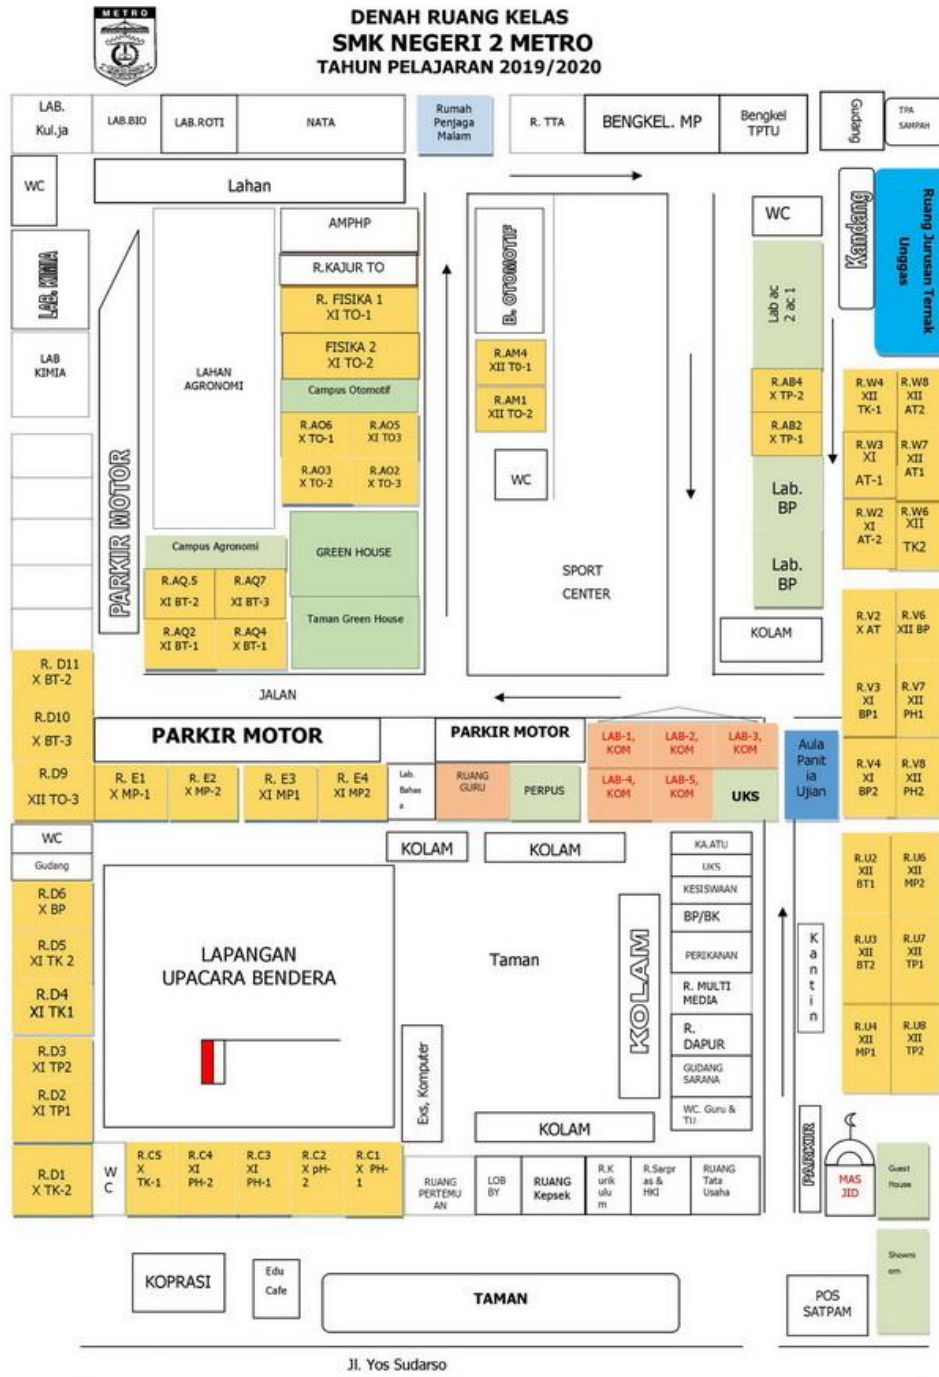 METRO
DENAH RUANG KELAS
SMK NEGERI 2 METRO
TAHUN PELAJARAN 2019/2020
LAB.
Kul.ja
LAB.BIO
LAB.ROTI
NATA
Rumah
Penjaga
Malam
R. TTA
BENGKEL. MP
Bengkel
TPTU
Gudang
TPA
SAMPAH
WC
Lahan
WC
Kandang
Ruang Jurusan Ternak
Unggas
LAB. KIMIA
LAB
KIMIA
PARKIR MOTOR
LAHAN
AGRONOMI
AMPHP
R.KAJUR TO
R. FISIKA 1
XI TO-1
FISIKA 2
XI TO-2
Campus Otomotif
R.AO6
X TO-1
R.AO5
XI TO3
R.AO3
X TO-2
R.AO2
X TO-3
B. OTOMOTIF
R.AM4
XII TO-1
R.AM1
XII TO-2
WC
SPORT
CENTER
Lab ac
2 ac 1
R.AB4
X TP-2
R.AB2
X TP-1
Lab.
BP
Lab.
BP
KOLAM
R.W4
XII
TK-1
R.W8
XII
AT2
R.W3
XI
AT-1
R.W7
XII
AT1
R.W2
XI
AT-2
R.W6
XII
TK2
Campus Agronomi
GREEN HOUSE
R.AQ.5
XI BT-2
R.AQ7
XI BT-3
R.AQ2
XI BT-1
R.AQ4
X BT-1
Taman Green House
R.V2
X AT
R.V6
XII BP
R.V3
XI
BP1
R.V7
XII
PH1
R.V4
XI
BP2
R.V8
XII
PH2
R. D11
X BT-2
R.D10
X BT-3
R.D9
XII TO-3
JALAN
PARKIR MOTOR
PARKIR MOTOR
LAB-1,
KOM
LAB-2,
KOM
LAB-3,
KOM
Aula
Panit
ia
Ujian
R. E1
X MP-1
R. E2
X MP-2
R. E3
XI MP1
R. E4
XI MP2
Lab.
Bahas
a
RUANG
GURU
PERPUS
LAB-4,
KOM
LAB-5,
KOM
UKS
WC
Gudang
R.D6
X BP
R.D5
XI TK 2
R.D4
XI TK1
R.D3
XI TP2
R.D2
XI TP1
R.D1
X TK-2
KOLAM
KOLAM
LAPANGAN
UPACARA BENDERA
Taman
KOLAM
KA.ATU
UKS
KESISWAAN
BP/BK
PERIKANAN
R. MULTI
MEDIA
R.
DAPUR
GUDANG
SARANA
WC. Guru &
TU
Kantin
R.U2
XII
BT1
R.U6
XII
MP2
R.U3
XII
BT2
R.U7
XII
TP1
R.U4
XII
MP1
R.U8
XII
TP2
Exs, Komputer
KOLAM
PARKIR
MAS
JID
Guest
House
W
C
R.C5
X
TK-1
R.C4
XI
PH-2
R.C3
XI
PH-1
R.C2
X pH-
2
R.C1
X PH-
1
RUANG
PERTEMU
AN
LOB
BY
RUANG
Kepsek
R.K
urik
ulu
m
R.Sarpr
as &
HKI
RUANG
Tata
Usaha
KOPRASI
Edu
Cafe
TAMAN
POS
SATPAM
Showro
om
Jl. Yos Sudarso